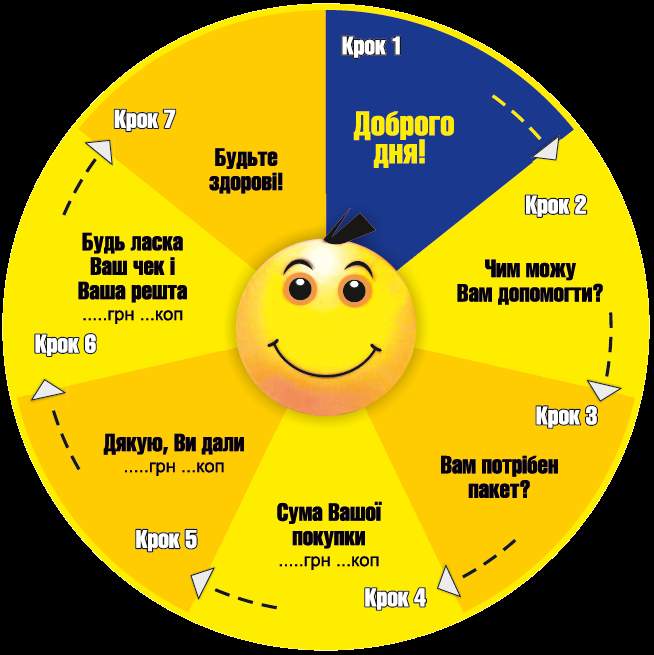 Крок 1
Доброго
дня!
Крок 2
Чим можу
Вам допомогти?
Крок 3
Вам потрібен
пакет?
Крок 4
Сума Вашої
покупки
.....грн ...коп
Крок 5
Дякую, Ви дали
.....грн ...коп
Крок 6
Будь ласка
Ваш чек і
Ваша решта
.....грн ...коп
Крок 7
Будьте
здорові!